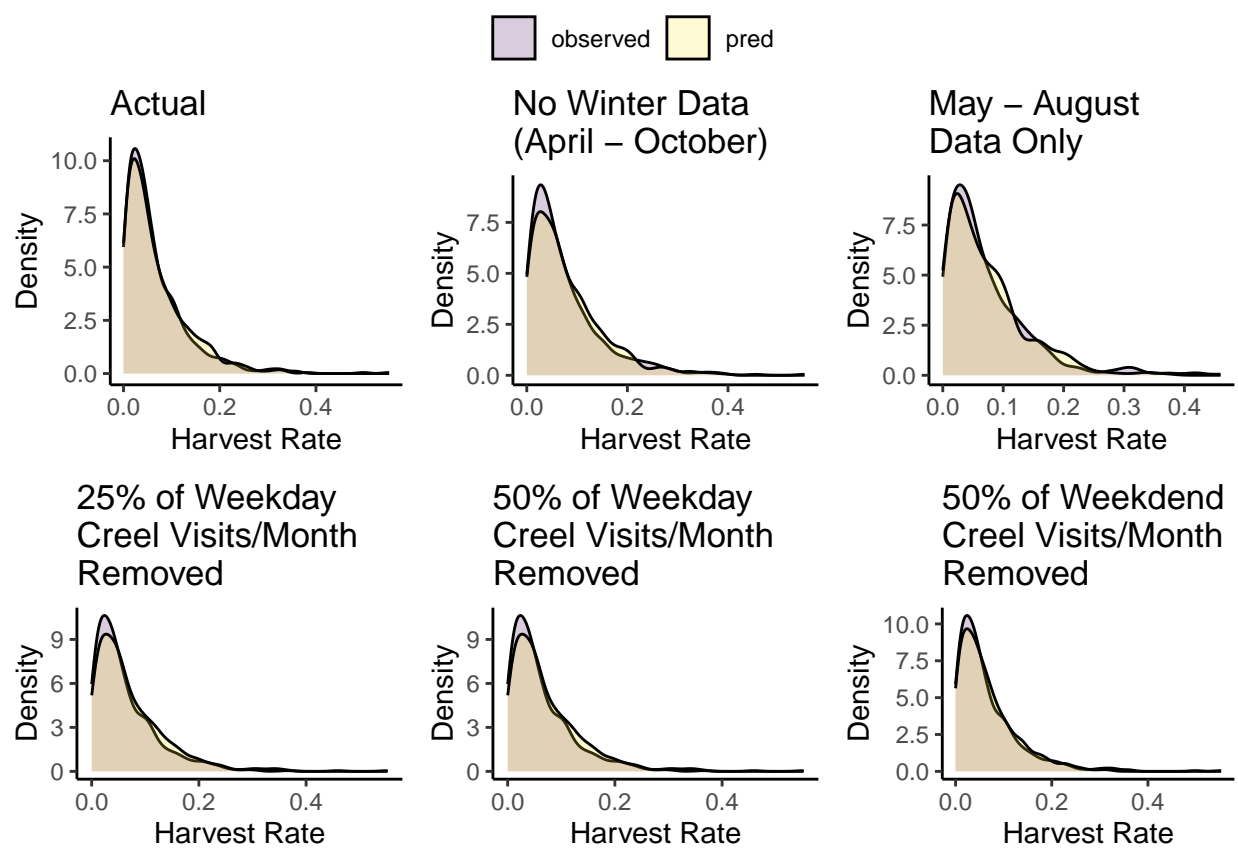 observed pred
Actual
No Winter Data
(April – October)
May – August
Data Only
Density
10.0
7.5
5.0
2.5
0.0
0.0 0.2 0.4
Harvest Rate
Density
7.5
5.0
2.5
0.0
0.0 0.2 0.4
Harvest Rate
Density
7.5
5.0
2.5
0.0
0.0 0.1 0.2 0.3 0.4
Harvest Rate
25% of Weekday
Creel Visits/Month
Removed
50% of Weekday
Creel Visits/Month
Removed
50% of Weekdend
Creel Visits/Month
Removed
Density
9
6
3
0
0.0 0.2 0.4
Harvest Rate
Density
9
6
3
0
0.0 0.2 0.4
Harvest Rate
Density
10.0
7.5
5.0
2.5
0.0
0.0 0.2 0.4
Harvest Rate